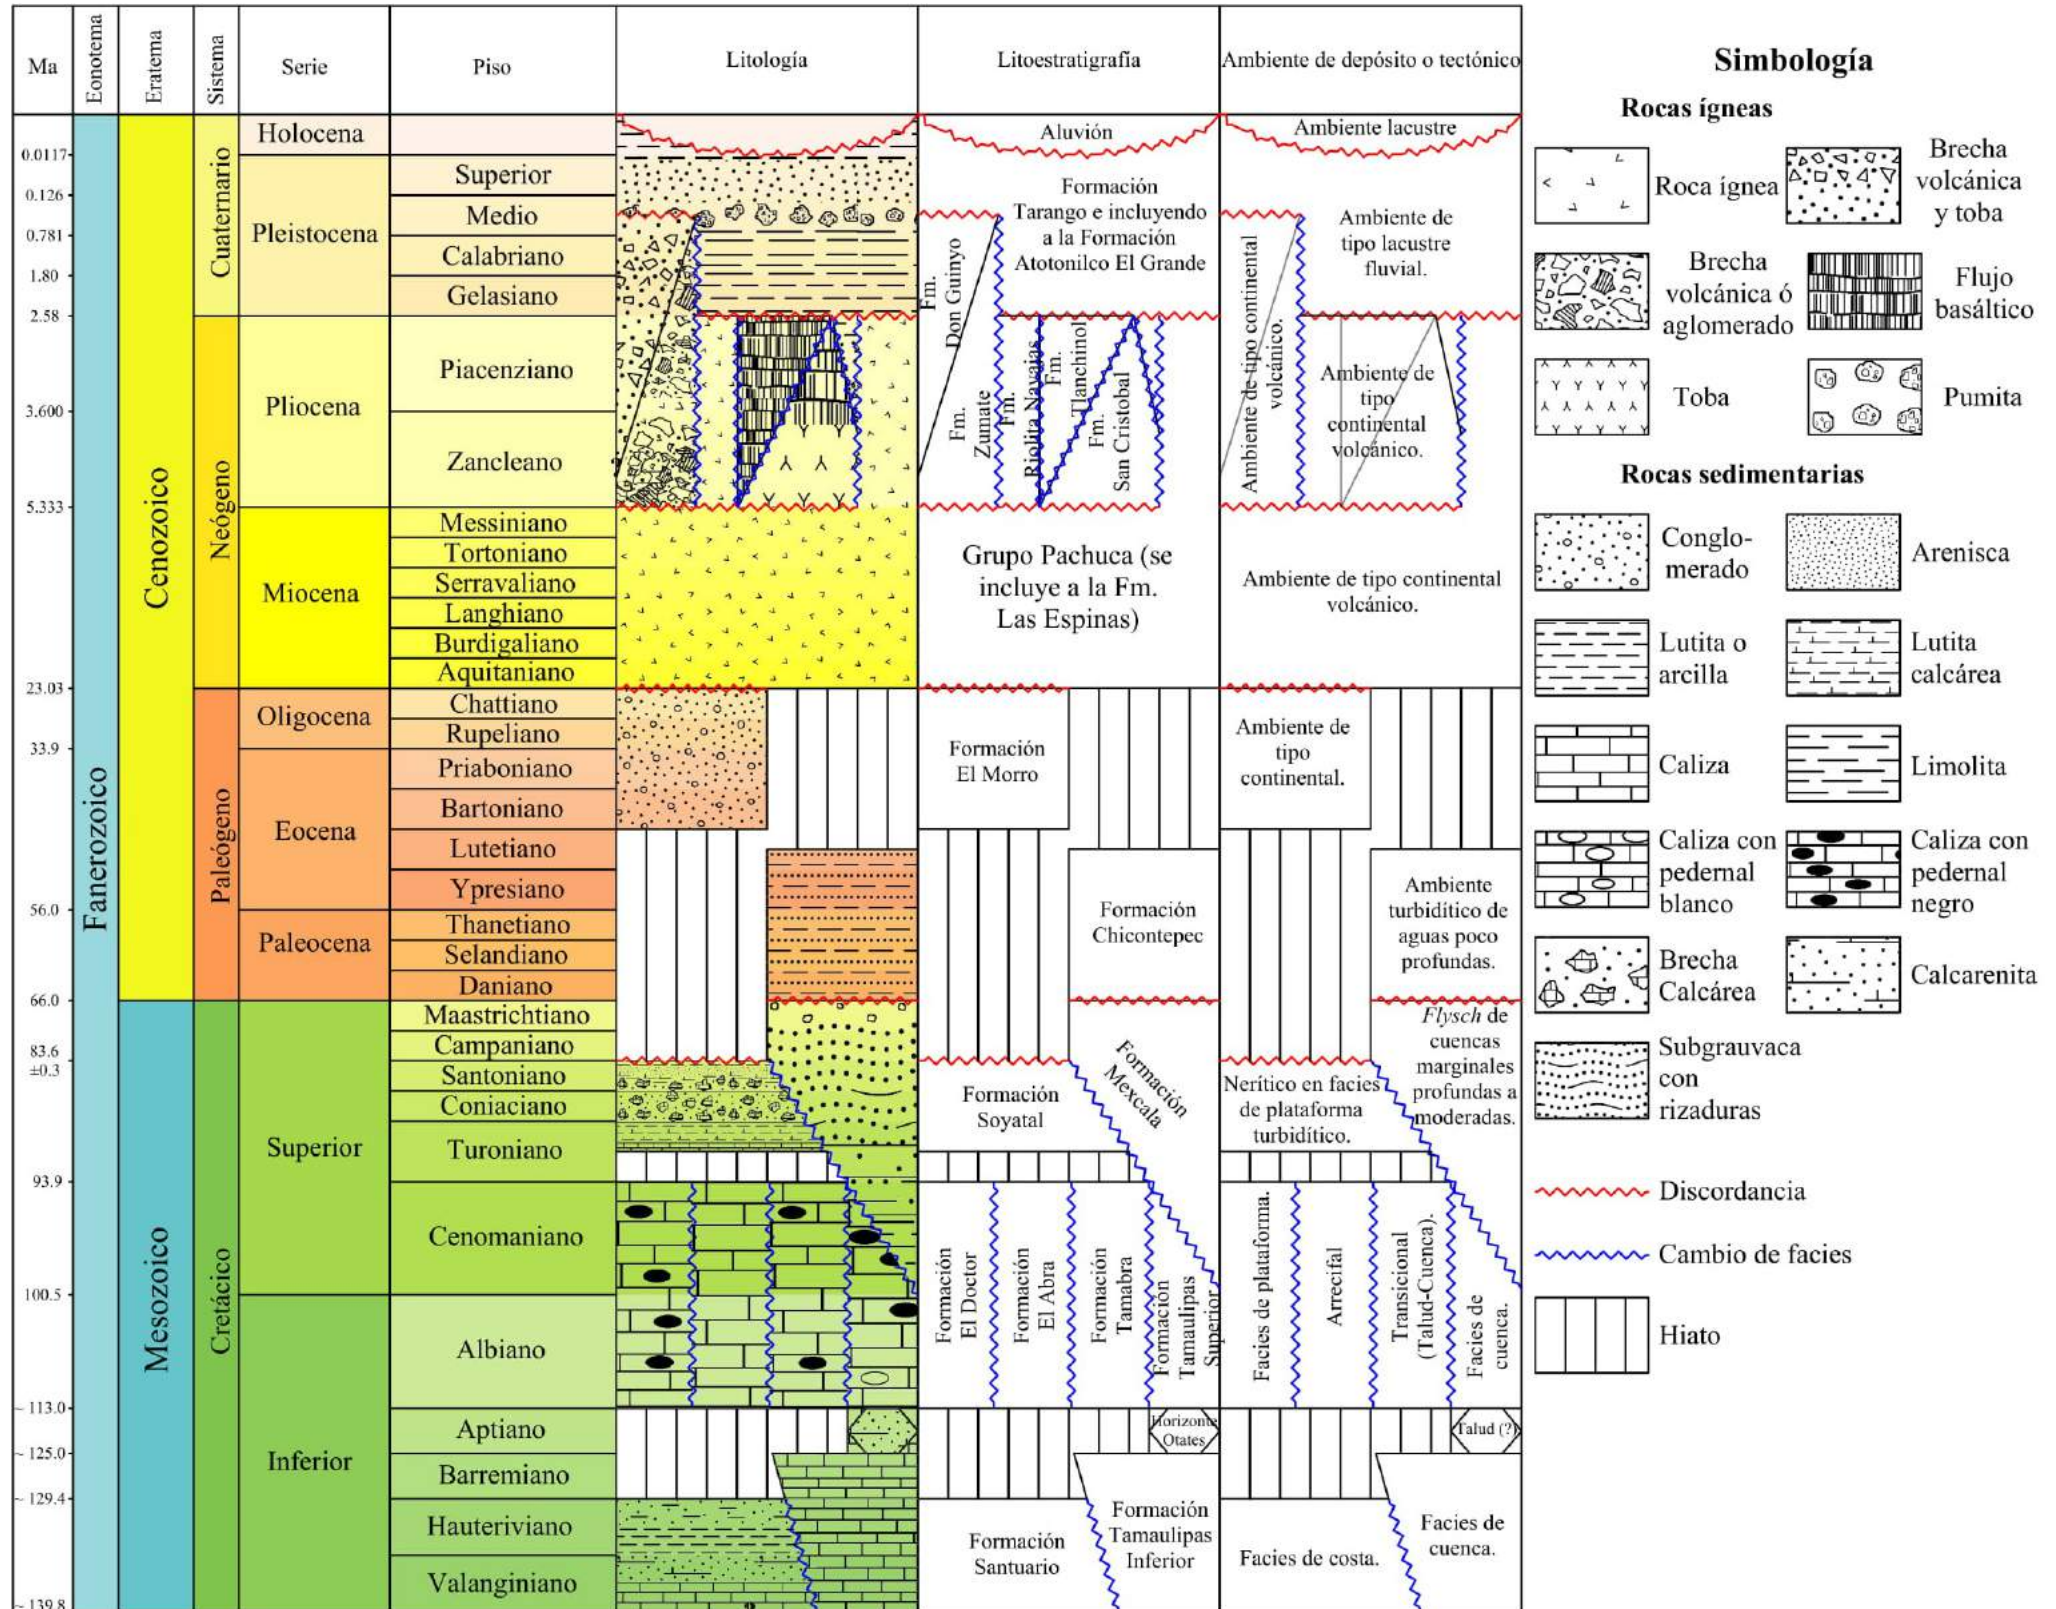 Ma
Eonotema
Eratema
Sistema
Serie
Piso
Litología
Litoestratigrafía
Ambiente de depósito o tectónico
0.0117
0.126
0.781
1.80
2.58
3.600
5.333
23.03
33.9
56.0
66.0
83.6
±0.3
93.9
100.5
~ 113.0
~ 125.0
~ 129.4
~ 139.8
Fanerozoico
Cenozoico
Mesozoico
Cuaternario
Neógeno
Paleógeno
Cretácico
Holocena
Pleistocena
Pliocena
Miocena
Oligocena
Eocena
Paleocena
Superior
Inferior
Superior
Medio
Calabriano
Gelasiano
Piacenziano
Zancleano
Messiniano
Tortoniano
Serravaliano
Langhiano
Burdigaliano
Aquitaniano
Chattiano
Rupeliano
Priaboniano
Bartoniano
Lutetiano
Ypresiano
Thanetiano
Selandiano
Daniano
Maastrichtiano
Campaniano
Santoniano
Coniaciano
Turoniano
Cenomaniano
Albiano
Aptiano
Barremiano
Hauteriviano
Valanginiano
Aluvión
Formación
Tarango e incluyendo
a la Formación
Atotonilco El Grande
Fm.
Don Guinyo
Fm.
Zumate
Fm.
Riolita Navajas
Fm.
Tlanchinol
Fm.
San Cristobal
Grupo Pachuca (se
incluye a la Fm.
Las Espinas)
Formación
El Morro
Formación
Chicontepec
Formación
Mexcala
Formación
Soyatal
Formación
El Doctor
Formación
El Abra
Formación
Tamabra
Formación
Tamaulipas
Superior
Horizonte
Otates
Formación
Santuario
Formación
Tamaulipas
Inferior
Ambiente lacustre
Ambiente de
tipo lacustre
fluvial.
Ambiente de tipo continental
volcánico.
Ambiente de
tipo
continental
volcánico.
Ambiente de tipo continental
volcánico.
Ambiente de
tipo
continental.
Ambiente
turbidítico de
aguas poco
profundas.
Flysch de
cuencas
marginales
profundas a
moderadas.
Nerítico en facies
de plataforma
turbidítico.
Facies de plataforma.
Arrecifal
Transicional
(Talud-Cuenca).
Facies de
cuenca.
Talud (?)
Facies de costa.
Facies de
cuenca.
Simbología
Rocas ígneas
Roca ígnea
Brecha
volcánica
y toba
Brecha
volcánica ó
aglomerado
Flujo
basáltico
Toba
Pumita
Rocas sedimentarias
Conglo-
merado
Arenisca
Lutita o
arcilla
Lutita
calcárea
Caliza
Limolita
Caliza con
pedernal
blanco
Caliza con
pedernal
negro
Brecha
Calcárea
Calcarenita
Subgrauvaca
con
rizaduras
Discordancia
Cambio de facies
Hiato